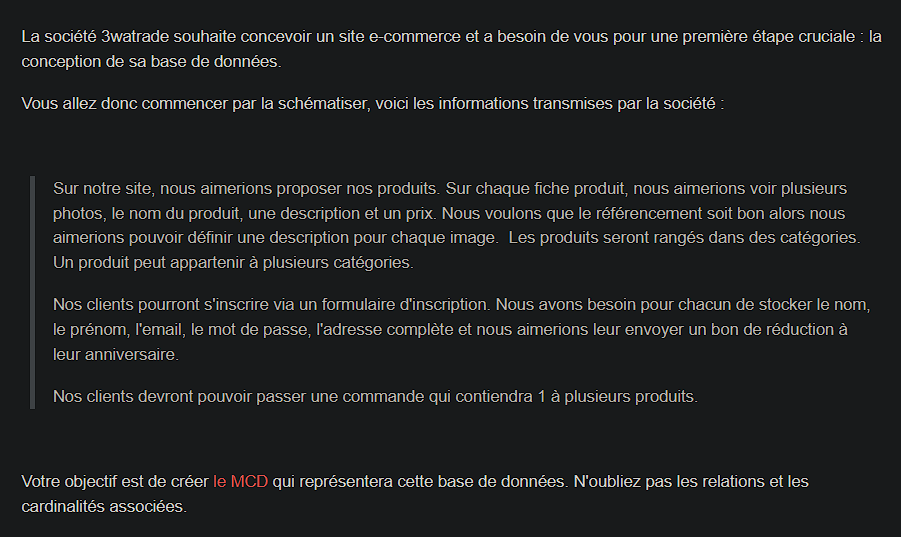 La société 3watrade souhaite concevoir un site e-commerce et a besoin de vous pour une première étape cruciale : la
conception de sa base de données.
Vous allez donc commencer par la schématiser, voici les informations transmises par la société :
Sur notre site, nous aimerions proposer nos produits. Sur chaque fiche produit, nous aimerions voir plusieurs
photos, le nom du produit, une description et un prix. Nous voulons que le référencement soit bon alors nous
aimerions pouvoir définir une description pour chaque image.  Les produits seront rangés dans des catégories.
Un produit peut appartenir à plusieurs catégories.
Nos clients pourront s'inscrire via un formulaire d'inscription. Nous avons besoin pour chacun de stocker le nom,
le prénom, l'email, le mot de passe, l'adresse complète et nous aimerions leur envoyer un bon de réduction à
leur anniversaire.
Nos clients devront pouvoir passer une commande qui contiendra 1 à plusieurs produits.
Votre objectif est de créer le MCD qui représentera cette base de données. N'oubliez pas les relations et les
cardinalités associées.